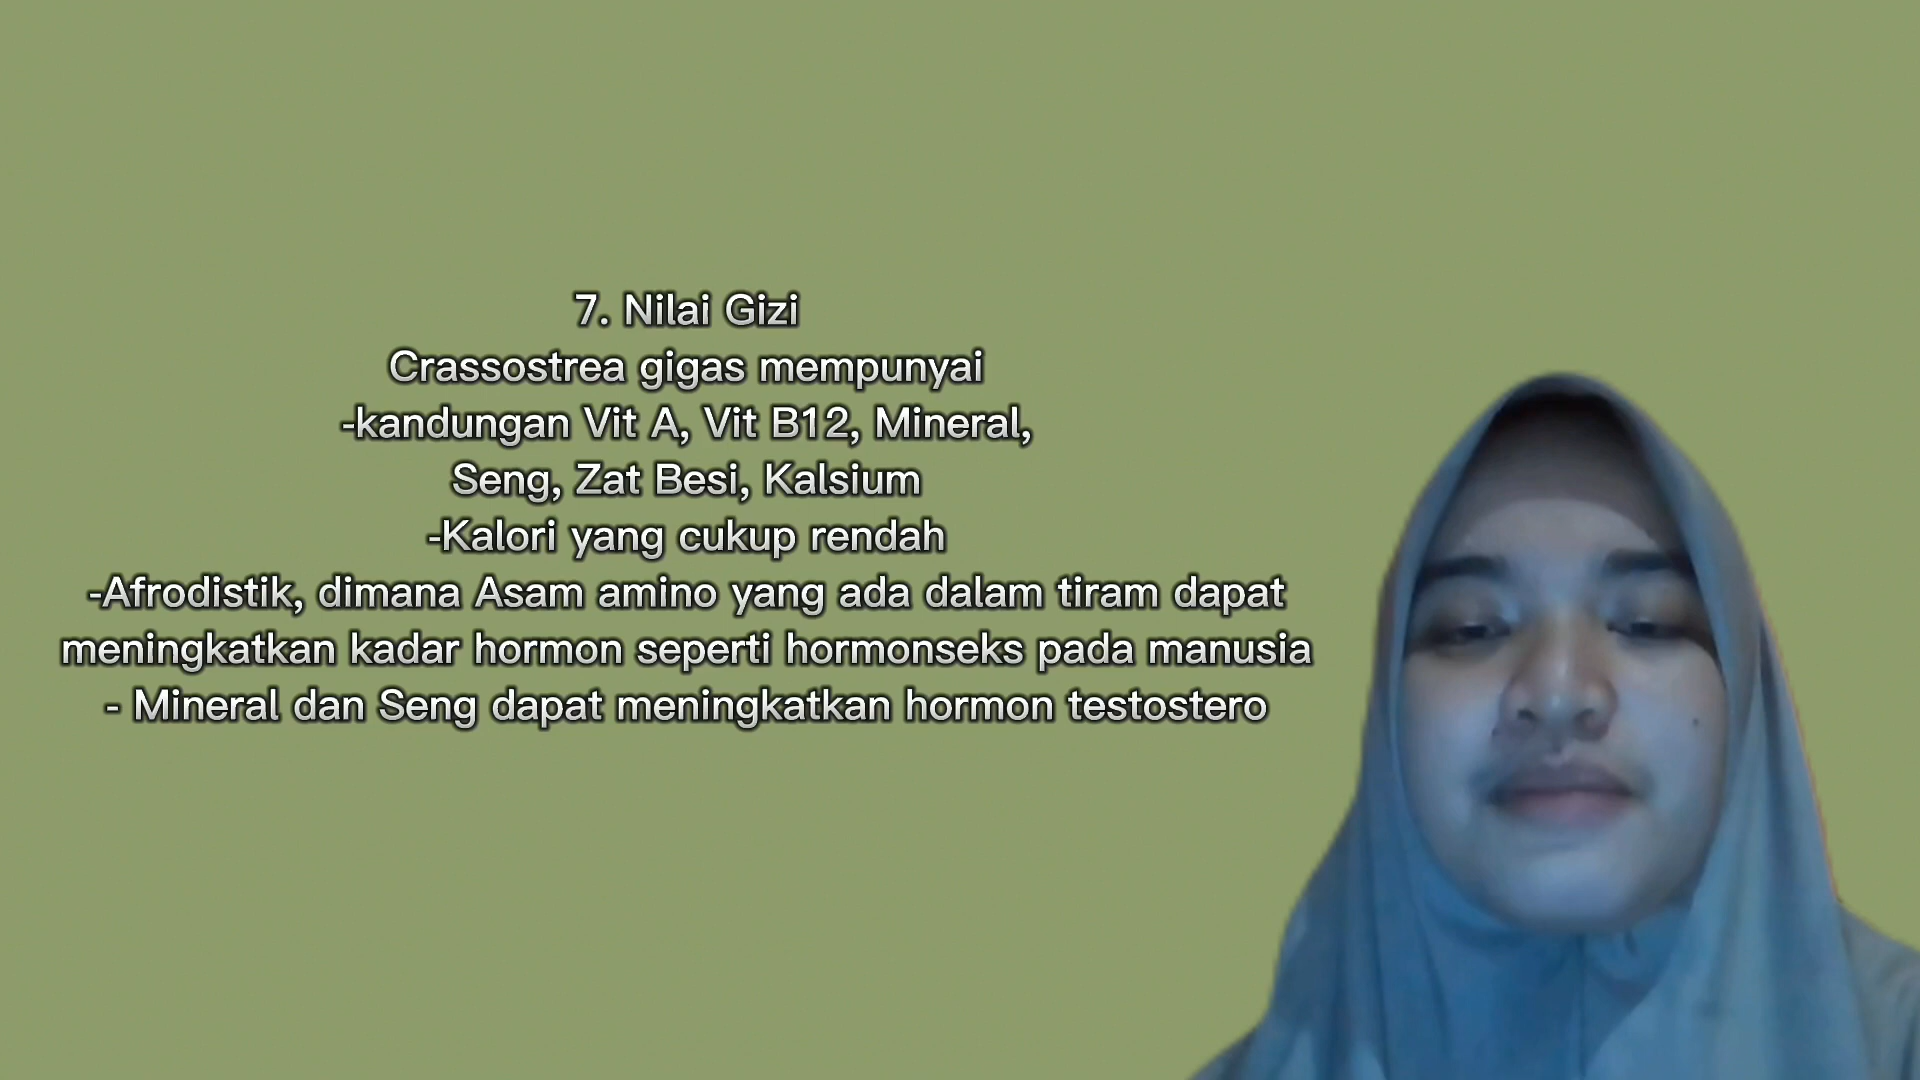 7. Nilai Gizi
Crassostrea gigas mempunyai
-kandungan Vit A, Vit B12, Mineral,
Seng, Zat Besi, Kalsium
-Kalori yang cukup rendah
-Afrodistik, dimana Asam amino yang ada dalam tiram dapat
meningkatkan kadar hormon seperti hormonseks pada manusia
- Mineral dan Seng dapat meningkatkan hormon testostero